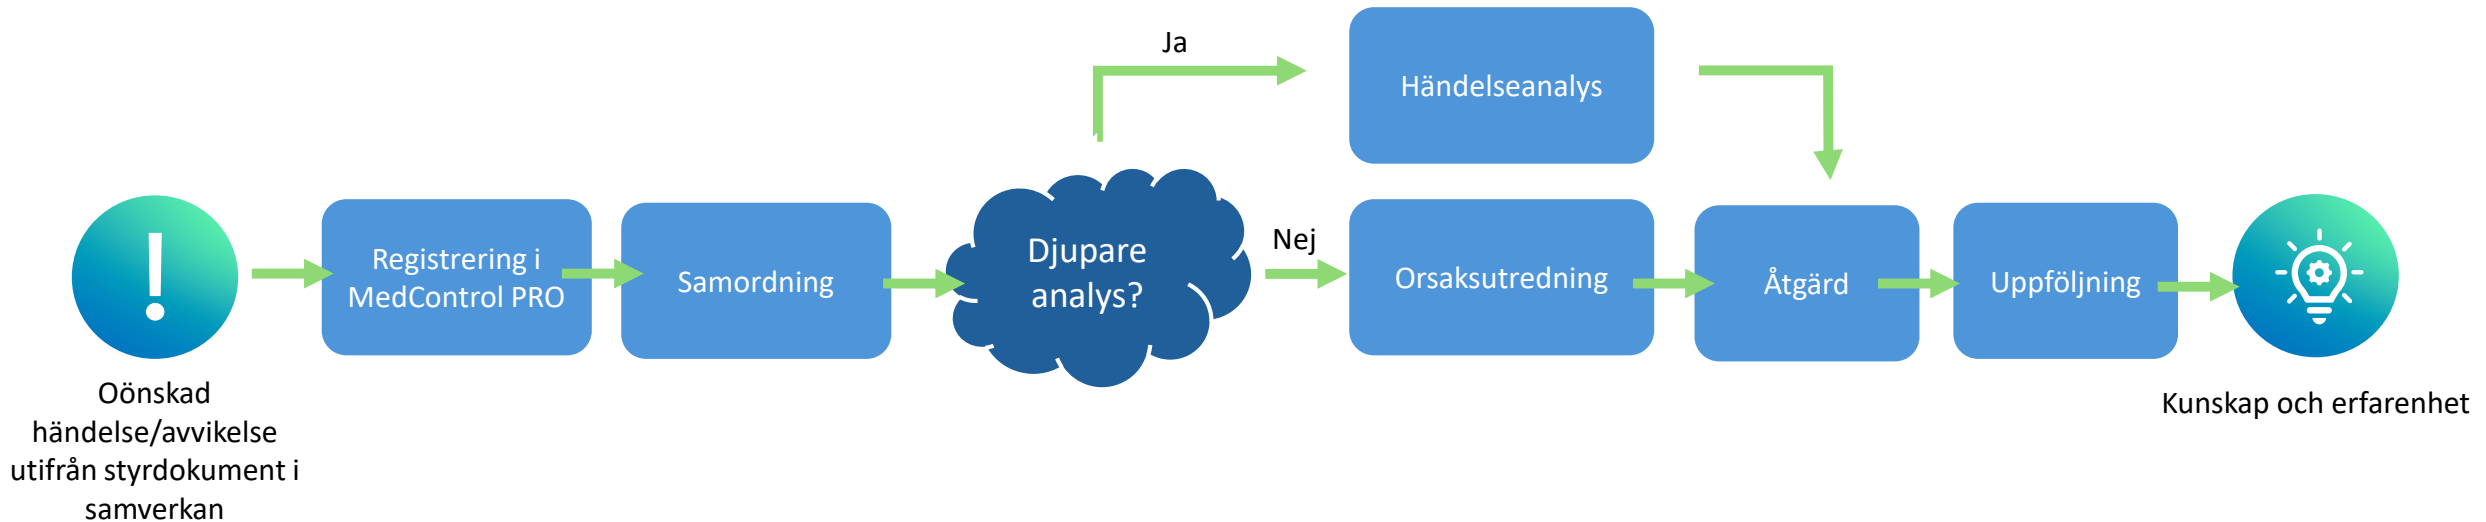 Oönskad
händelse/avvikelse
utifrån styrdokument i
samverkan
Registrering i
MedControl PRO
Samordning
Djupare
analys?
Ja
Händelseanalys
Nej
Orsaksutredning
Åtgärd
Uppföljning
Kunskap och erfarenhet